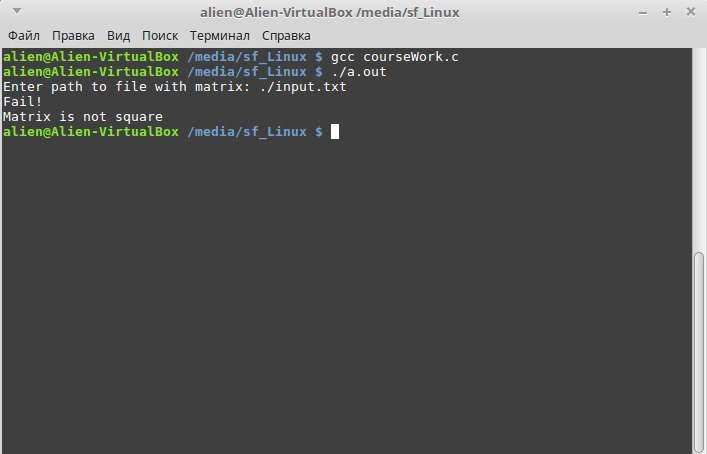 alien@Alien-VirtualBox /media/sf_Linux
Файл Правка Вид Поиск Терминал Справка
alien@Alien-VirtualBox /media/sf_Linux $ gcc courseWork.c
alien@Alien-VirtualBox /media/sf_Linux $ ./a.out
Enter path to file with matrix: ./input.txt
Fail!
Matrix is not square
alien@Alien-VirtualBox /media/sf_Linux $